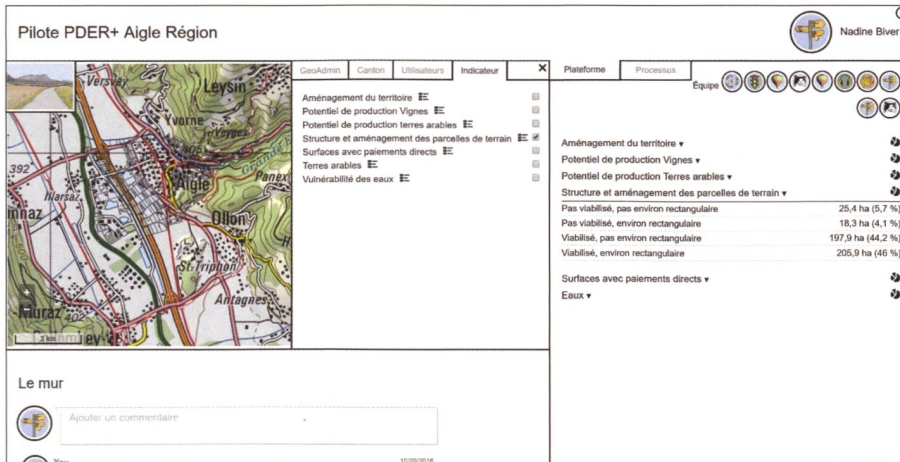 Pilote PDER+ Aigle Région
Nadine Biver
GeoAdmin Canton Utilisateurs Indicateur
Aménagement du territoire
Potentiel de production Vignes
Potentiel de production terres arables
Structure et aménagement des parcelles de terrain
Surfaces avec paiements directs
Terres arables
Vulnérabilité des eaux
Versvey
Leysin
Yvorne
392
Aigle
Panex
Illarsaz
Ollon
St-Triphon
Antagnes
Muraz
402
2 km
Plateforme Processus
Équipe
Aménagement du territoire ▾
Potentiel de production Vignes ▾
Potentiel de production Terres arables ▾
Structure et aménagement des parcelles de terrain ▾
Pas viabilisé, pas environ rectangulaire 25,4 ha (5,7 %)
Pas viabilisé, environ rectangulaire 18,3 ha (4,1 %)
Viabilisé, pas environ rectangulaire 197,9 ha (44,2 %)
Viabilisé, environ rectangulaire 205,9 ha (46 %)
Surfaces avec paiements directs ▾
Eaux ▾
Le mur
Ajouter un commentaire
10/29/2018